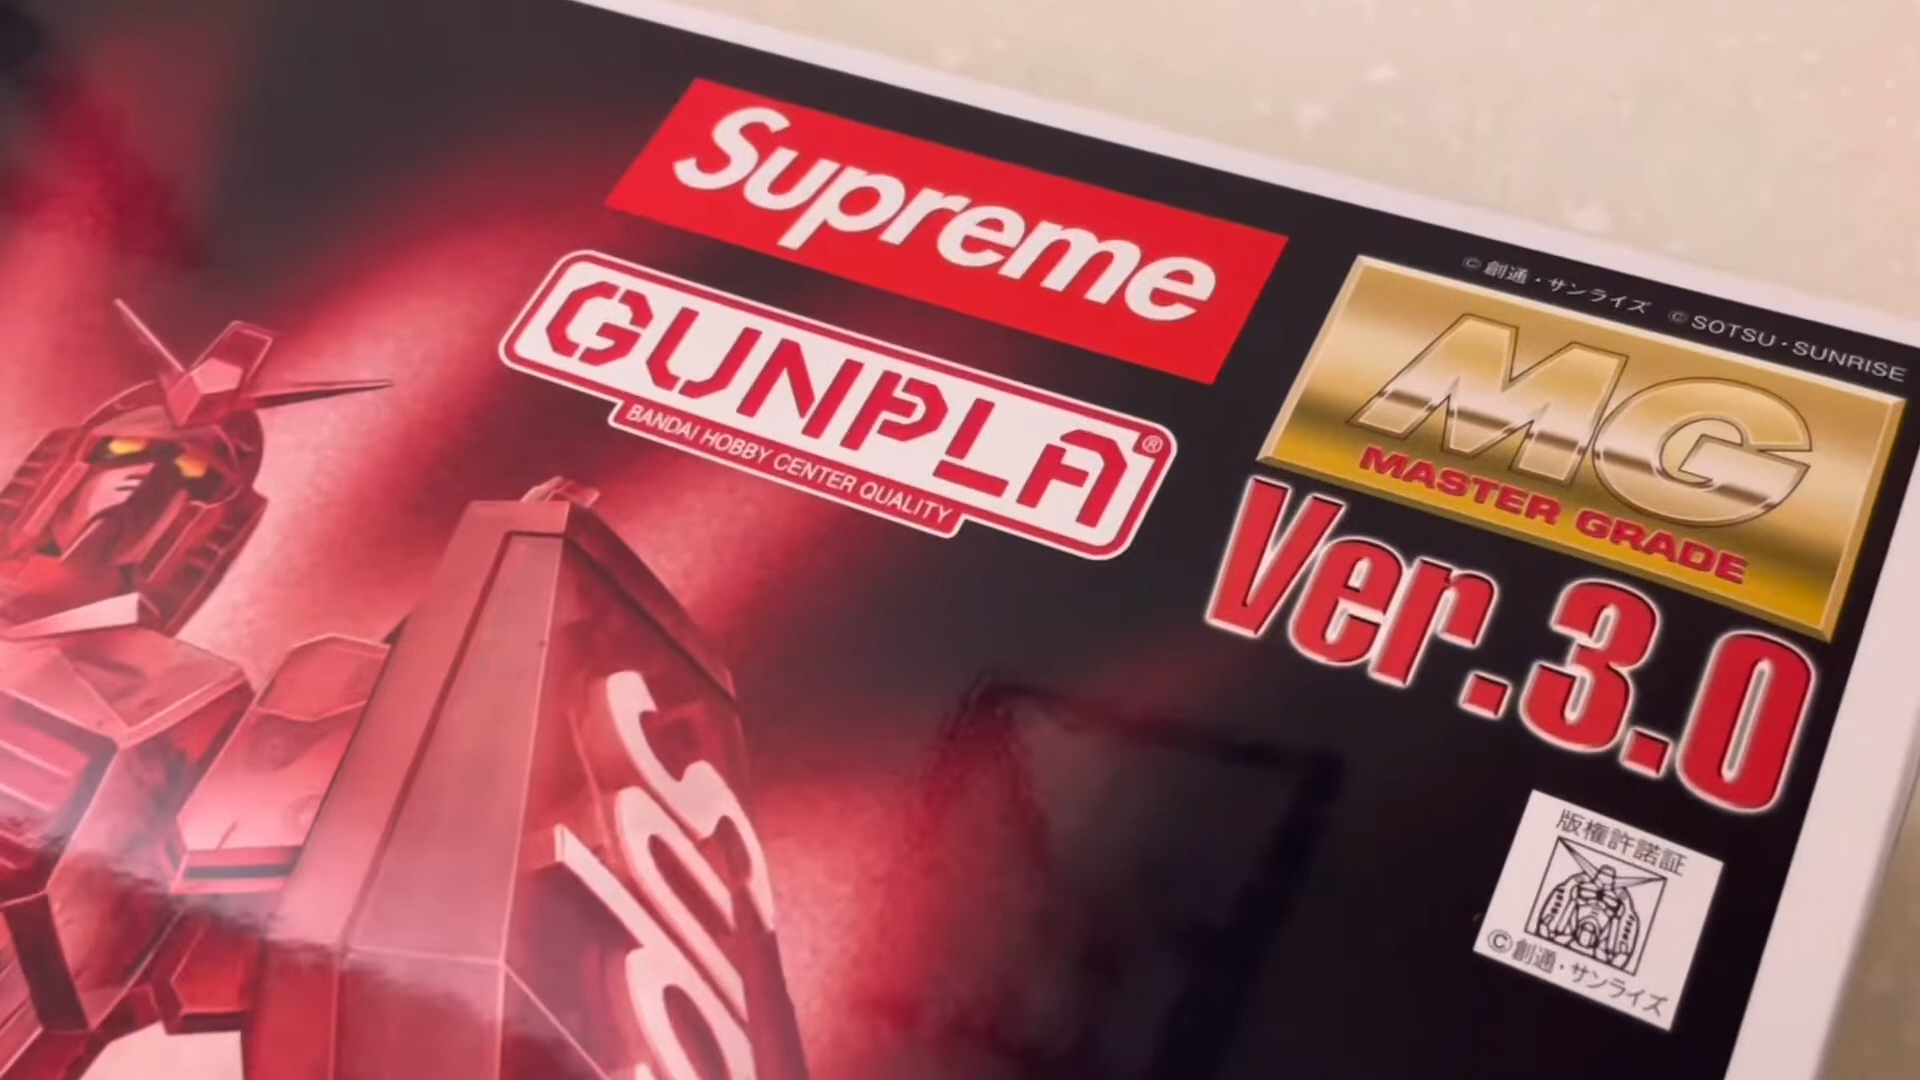 Supreme
GUNPLA®
BANDAI HOBBY CENTER QUALITY
©創通・サンライズ ©SOTSU・SUNRISE
MG
MASTER GRADE
Ver.3.0
版権許諾証
©創通・サンライズ
Sup